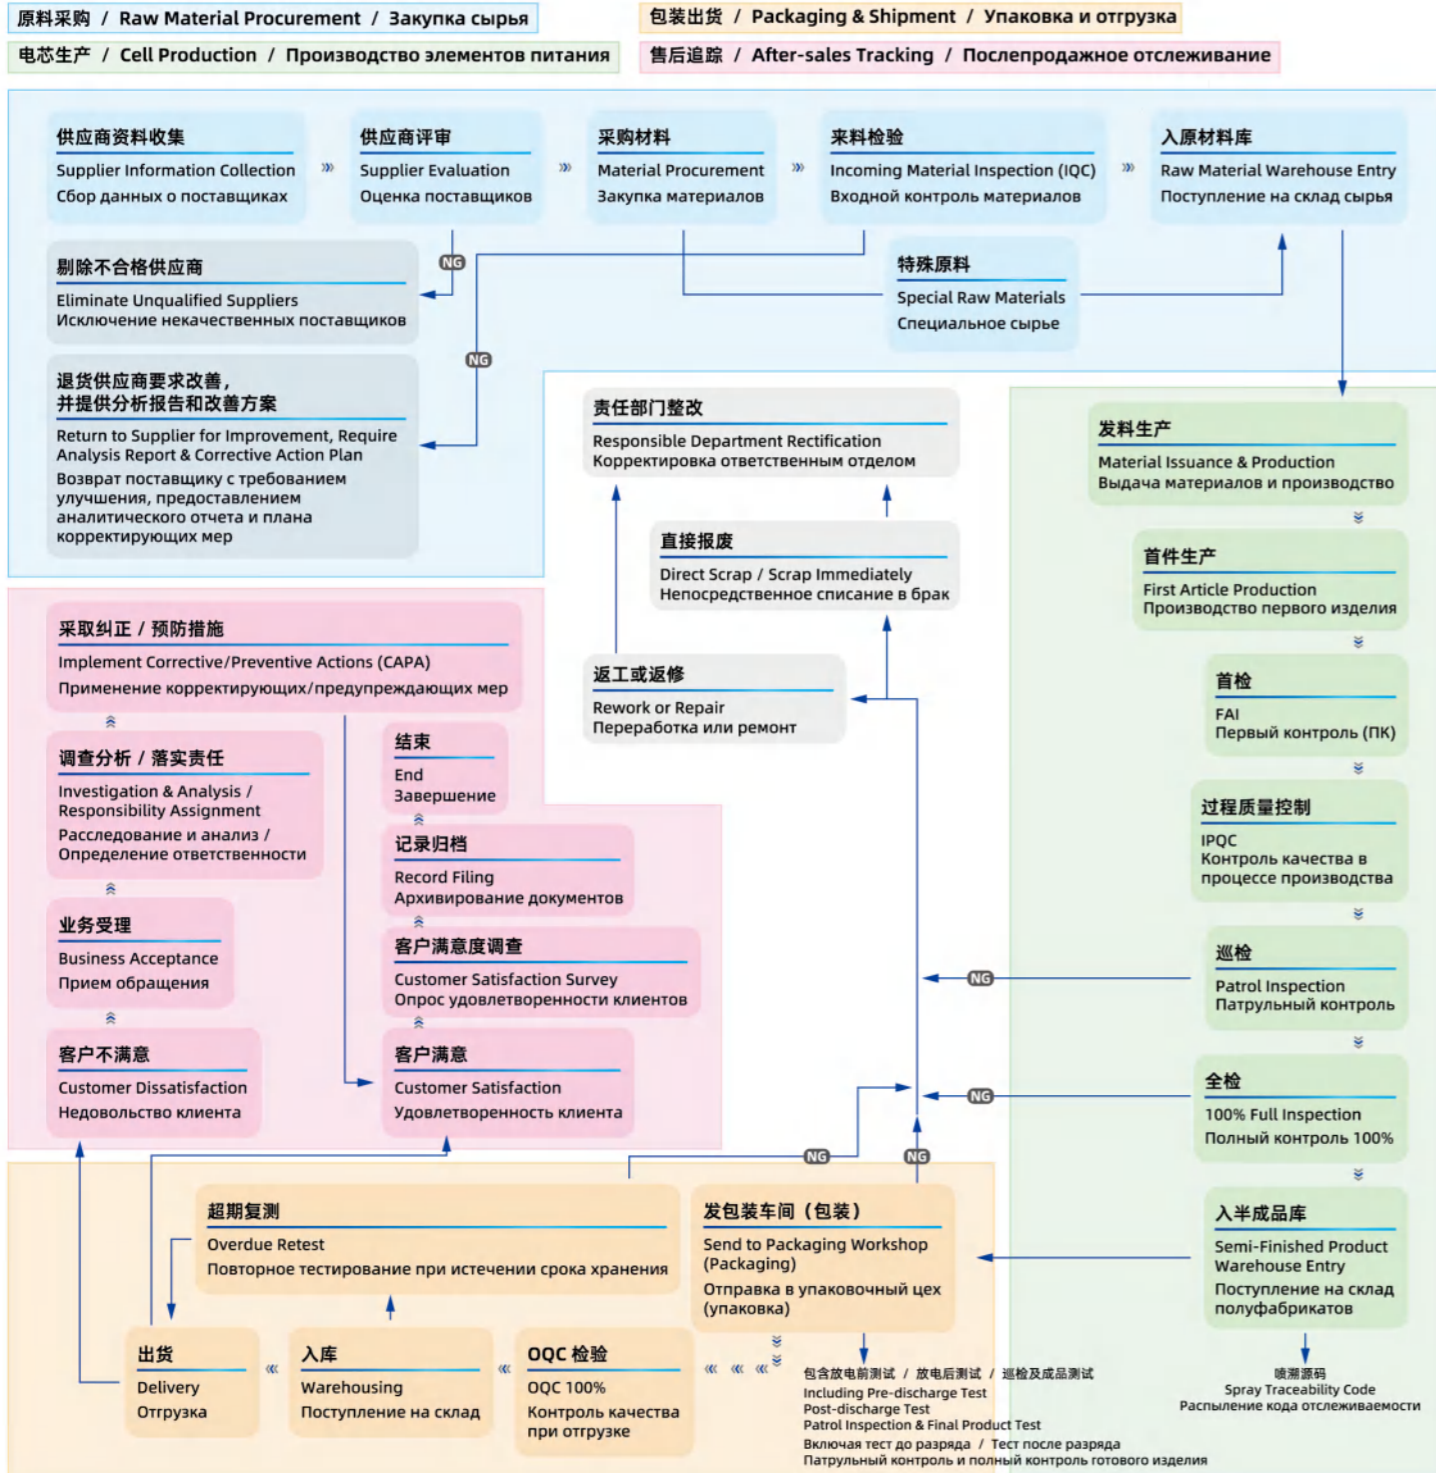 原料采购 / Raw Material Procurement / Закупка сырья
包装出货 / Packaging & Shipment / Упаковка и отгрузка
电芯生产 / Cell Production / Производство элементов питания
售后追踪 / After-sales Tracking / Послепродажное отслеживание
供应商资料收集
Supplier Information Collection
Сбор данных о поставщиках
供应商评审
Supplier Evaluation
Оценка поставщиков
采购材料
Material Procurement
Закупка материалов
来料检验
Incoming Material Inspection (IQC)
Входной контроль материалов
入原材料库
Raw Material Warehouse Entry
Поступление на склад сырья
NG
剔除不合格供应商
Eliminate Unqualified Suppliers
Исключение некачественных поставщиков
特殊原料
Special Raw Materials
Специальное сырье
NG
退货供应商要求改善，
并提供分析报告和改善方案
Return to Supplier for Improvement, Require
Analysis Report & Corrective Action Plan
Возврат поставщику с требованием
улучшения, предоставлением
аналитического отчета и плана
корректирующих мер
责任部门整改
Responsible Department Rectification
Корректировка ответственным отделом
直接报废
Direct Scrap / Scrap Immediately
Непосредственное списание в брак
返工或返修
Rework or Repair
Переработка или ремонт
发料生产
Material Issuance & Production
Выдача материалов и производство
首件生产
First Article Production
Производство первого изделия
首检
FAI
Первый контроль (ПК)
过程质量控制
IPQC
Контроль качества в
процессе производства
巡检
Patrol Inspection
Патрульный контроль
NG
全检
100% Full Inspection
Полный контроль 100%
NG
入半成品库
Semi-Finished Product
Warehouse Entry
Поступление на склад
полуфабрикатов
喷溯源码
Spray Traceability Code
Распыление кода отслеживаемости
采取纠正 / 预防措施
Implement Corrective/Preventive Actions (CAPA)
Применение корректирующих/предупреждающих мер
调查分析 / 落实责任
Investigation & Analysis /
Responsibility Assignment
Расследование и анализ /
Определение ответственности
业务受理
Business Acceptance
Прием обращения
客户不满意
Customer Dissatisfaction
Недовольство клиента
结束
End
Завершение
记录归档
Record Filing
Архивирование документов
客户满意度调查
Customer Satisfaction Survey
Опрос удовлетворенности клиентов
客户满意
Customer Satisfaction
Удовлетворенность клиента
NG
NG
超期复测
Overdue Retest
Повторное тестирование при истечении срока хранения
发包装车间（包装）
Send to Packaging Workshop
(Packaging)
Отправка в упаковочный цех
(упаковка)
出货
Delivery
Отгрузка
入库
Warehousing
Поступление на склад
OQC 检验
OQC 100%
Контроль качества
при отгрузке
包含放电前测试 / 放电后测试 / 巡检及成品测试
Including Pre-discharge Test
Post-discharge Test
Patrol Inspection & Final Product Test
Включая тест до разряда / Тест после разряда
Патрульный контроль и полный контроль готового изделия